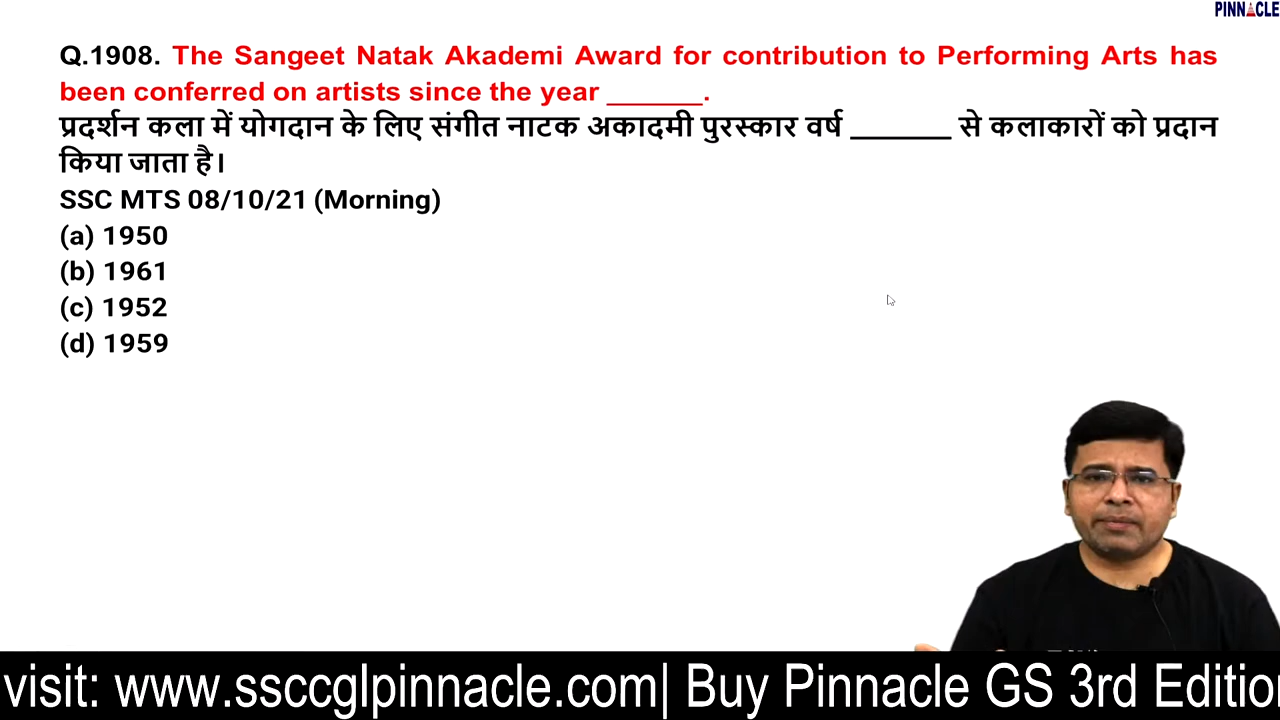 PINNACLE
Q.1908. The Sangeet Natak Akademi Award for contribution to Performing Arts has
been conferred on artists since the year ______.
प्रदर्शन कला में योगदान के लिए संगीत नाटक अकादमी पुरस्कार वर्ष _______ से कलाकारों को प्रदान
किया जाता है।
SSC MTS 08/10/21 (Morning)
(a) 1950
(b) 1961
(c) 1952
(d) 1959
visit: www.ssccglpinnacle.com| Buy Pinnacle GS 3rd Editio